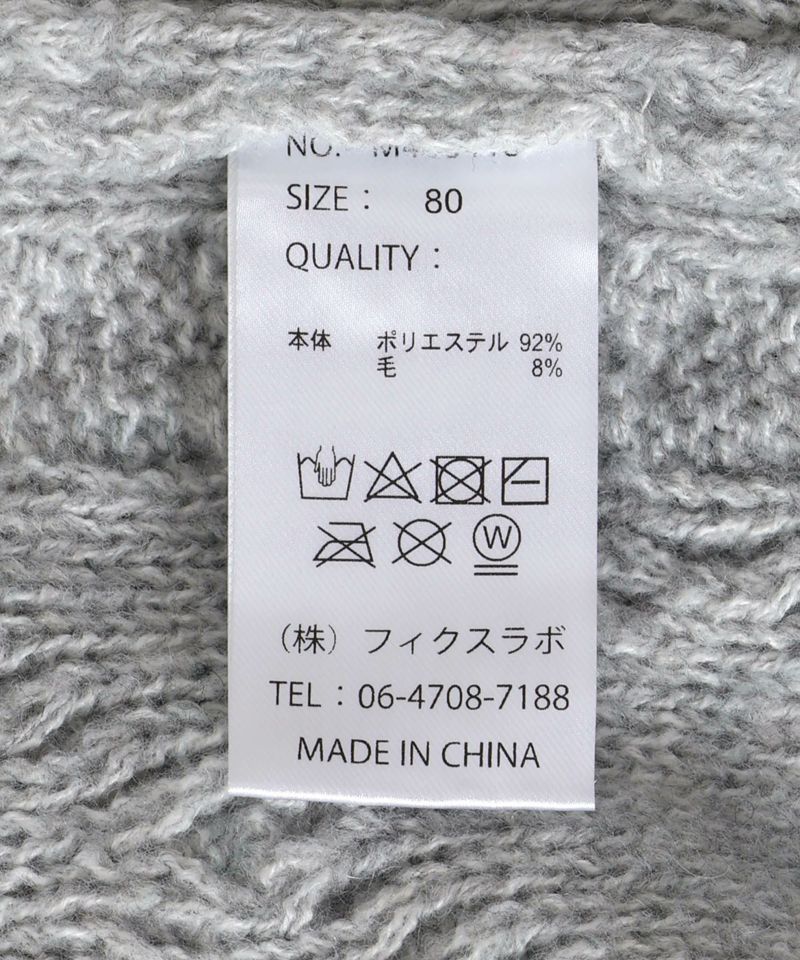 NO.
SIZE : 80
QUALITY :
本体 ポリエステル 92%
毛 8%
W
(株) フィクスラボ
TEL : 06-4708-7188
MADE IN CHINA